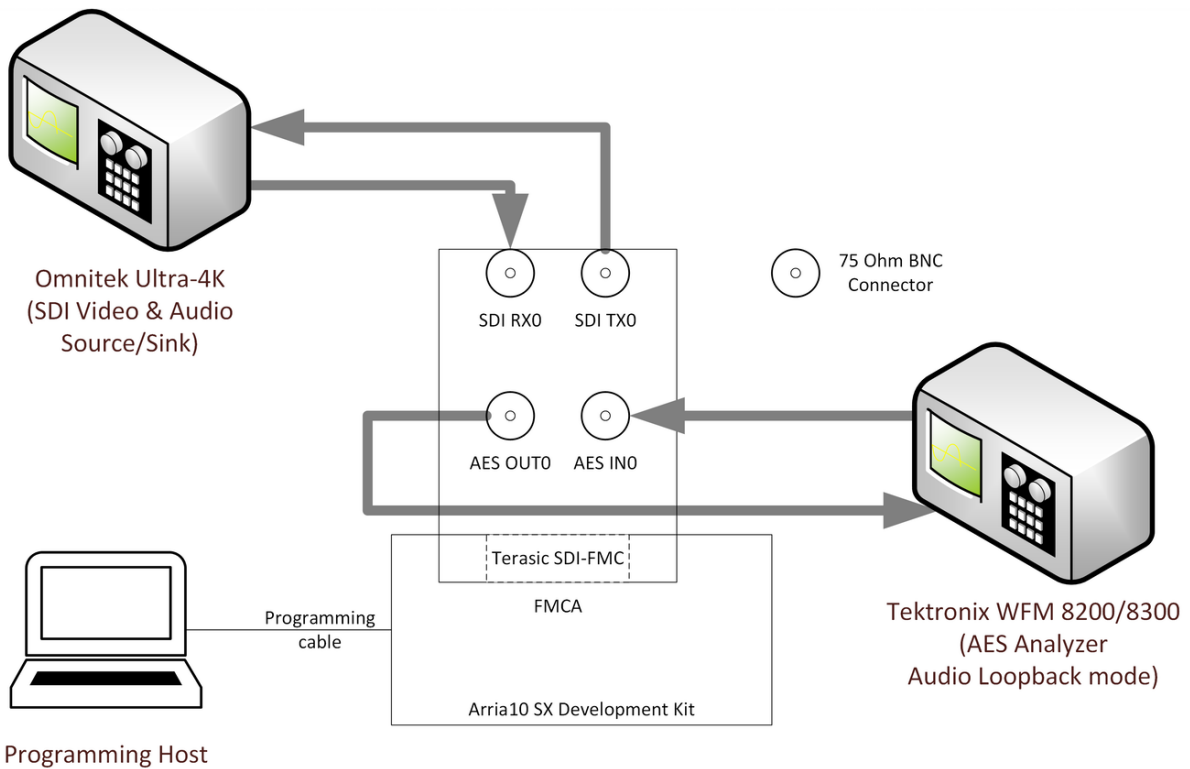 Omnitek Ultra-4K
(SDI Video & Audio
Source/Sink)
SDI RX0
SDI TX0
75 Ohm BNC
Connector
AES OUT0
AES IN0
Terasic SDI-FMC
FMCA
Programming
cable
Arria10 SX Development Kit
Tektronix WFM 8200/8300
(AES Analyzer
Audio Loopback mode)
Programming Host